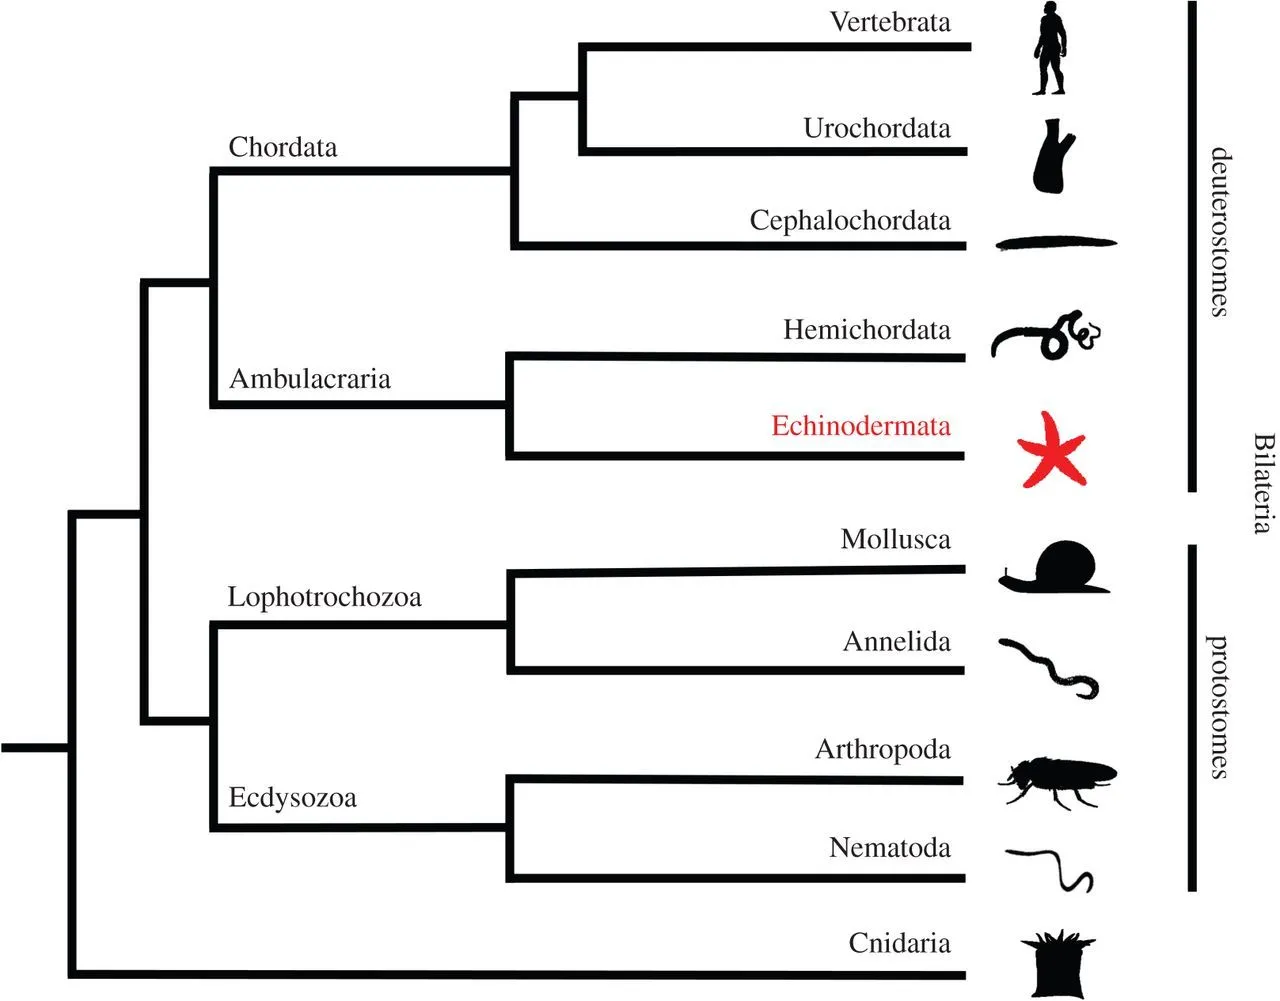 Vertebrata
Urochordata
Chordata
Cephalochordata
Hemichordata
Ambulacraria
Echinodermata
deuterostomes
Mollusca
Lophotrochozoa
Annelida
Arthropoda
Ecdysozoa
Nematoda
protostomes
Bilateria
Cnidaria